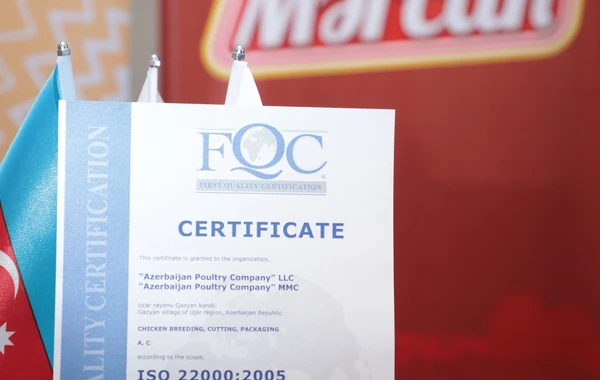 Marcan
FQC
FIRST QUALITY CERTIFICATION
ALITY CERTIFICATION
CERTIFICATE
This certificate is granted to the organization,
"Azerbaijan Poultry Company" LLC
"Azerbaijan Poultry Company" MMC
Ucar rayonu Qazyan kəndi
Qazyan village of Ujar region, Azerbaijan Republic
CHICKEN BREEDING, CUTTING, PACKAGING
A, C
according to the scope,
ISO 22000:2005